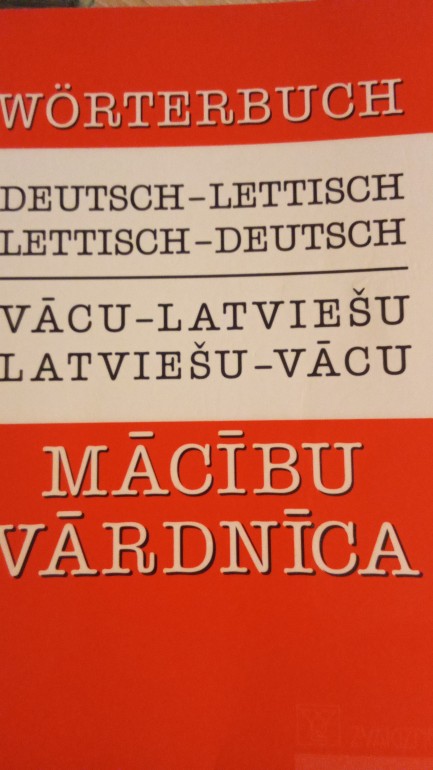 WÖRTERBUCH
DEUTSCH–LETTISCH
LETTISCH–DEUTSCH
VĀCU–LATVIEŠU
LATVIEŠU–VĀCU
MĀCĪBU
VĀRDNĪCA